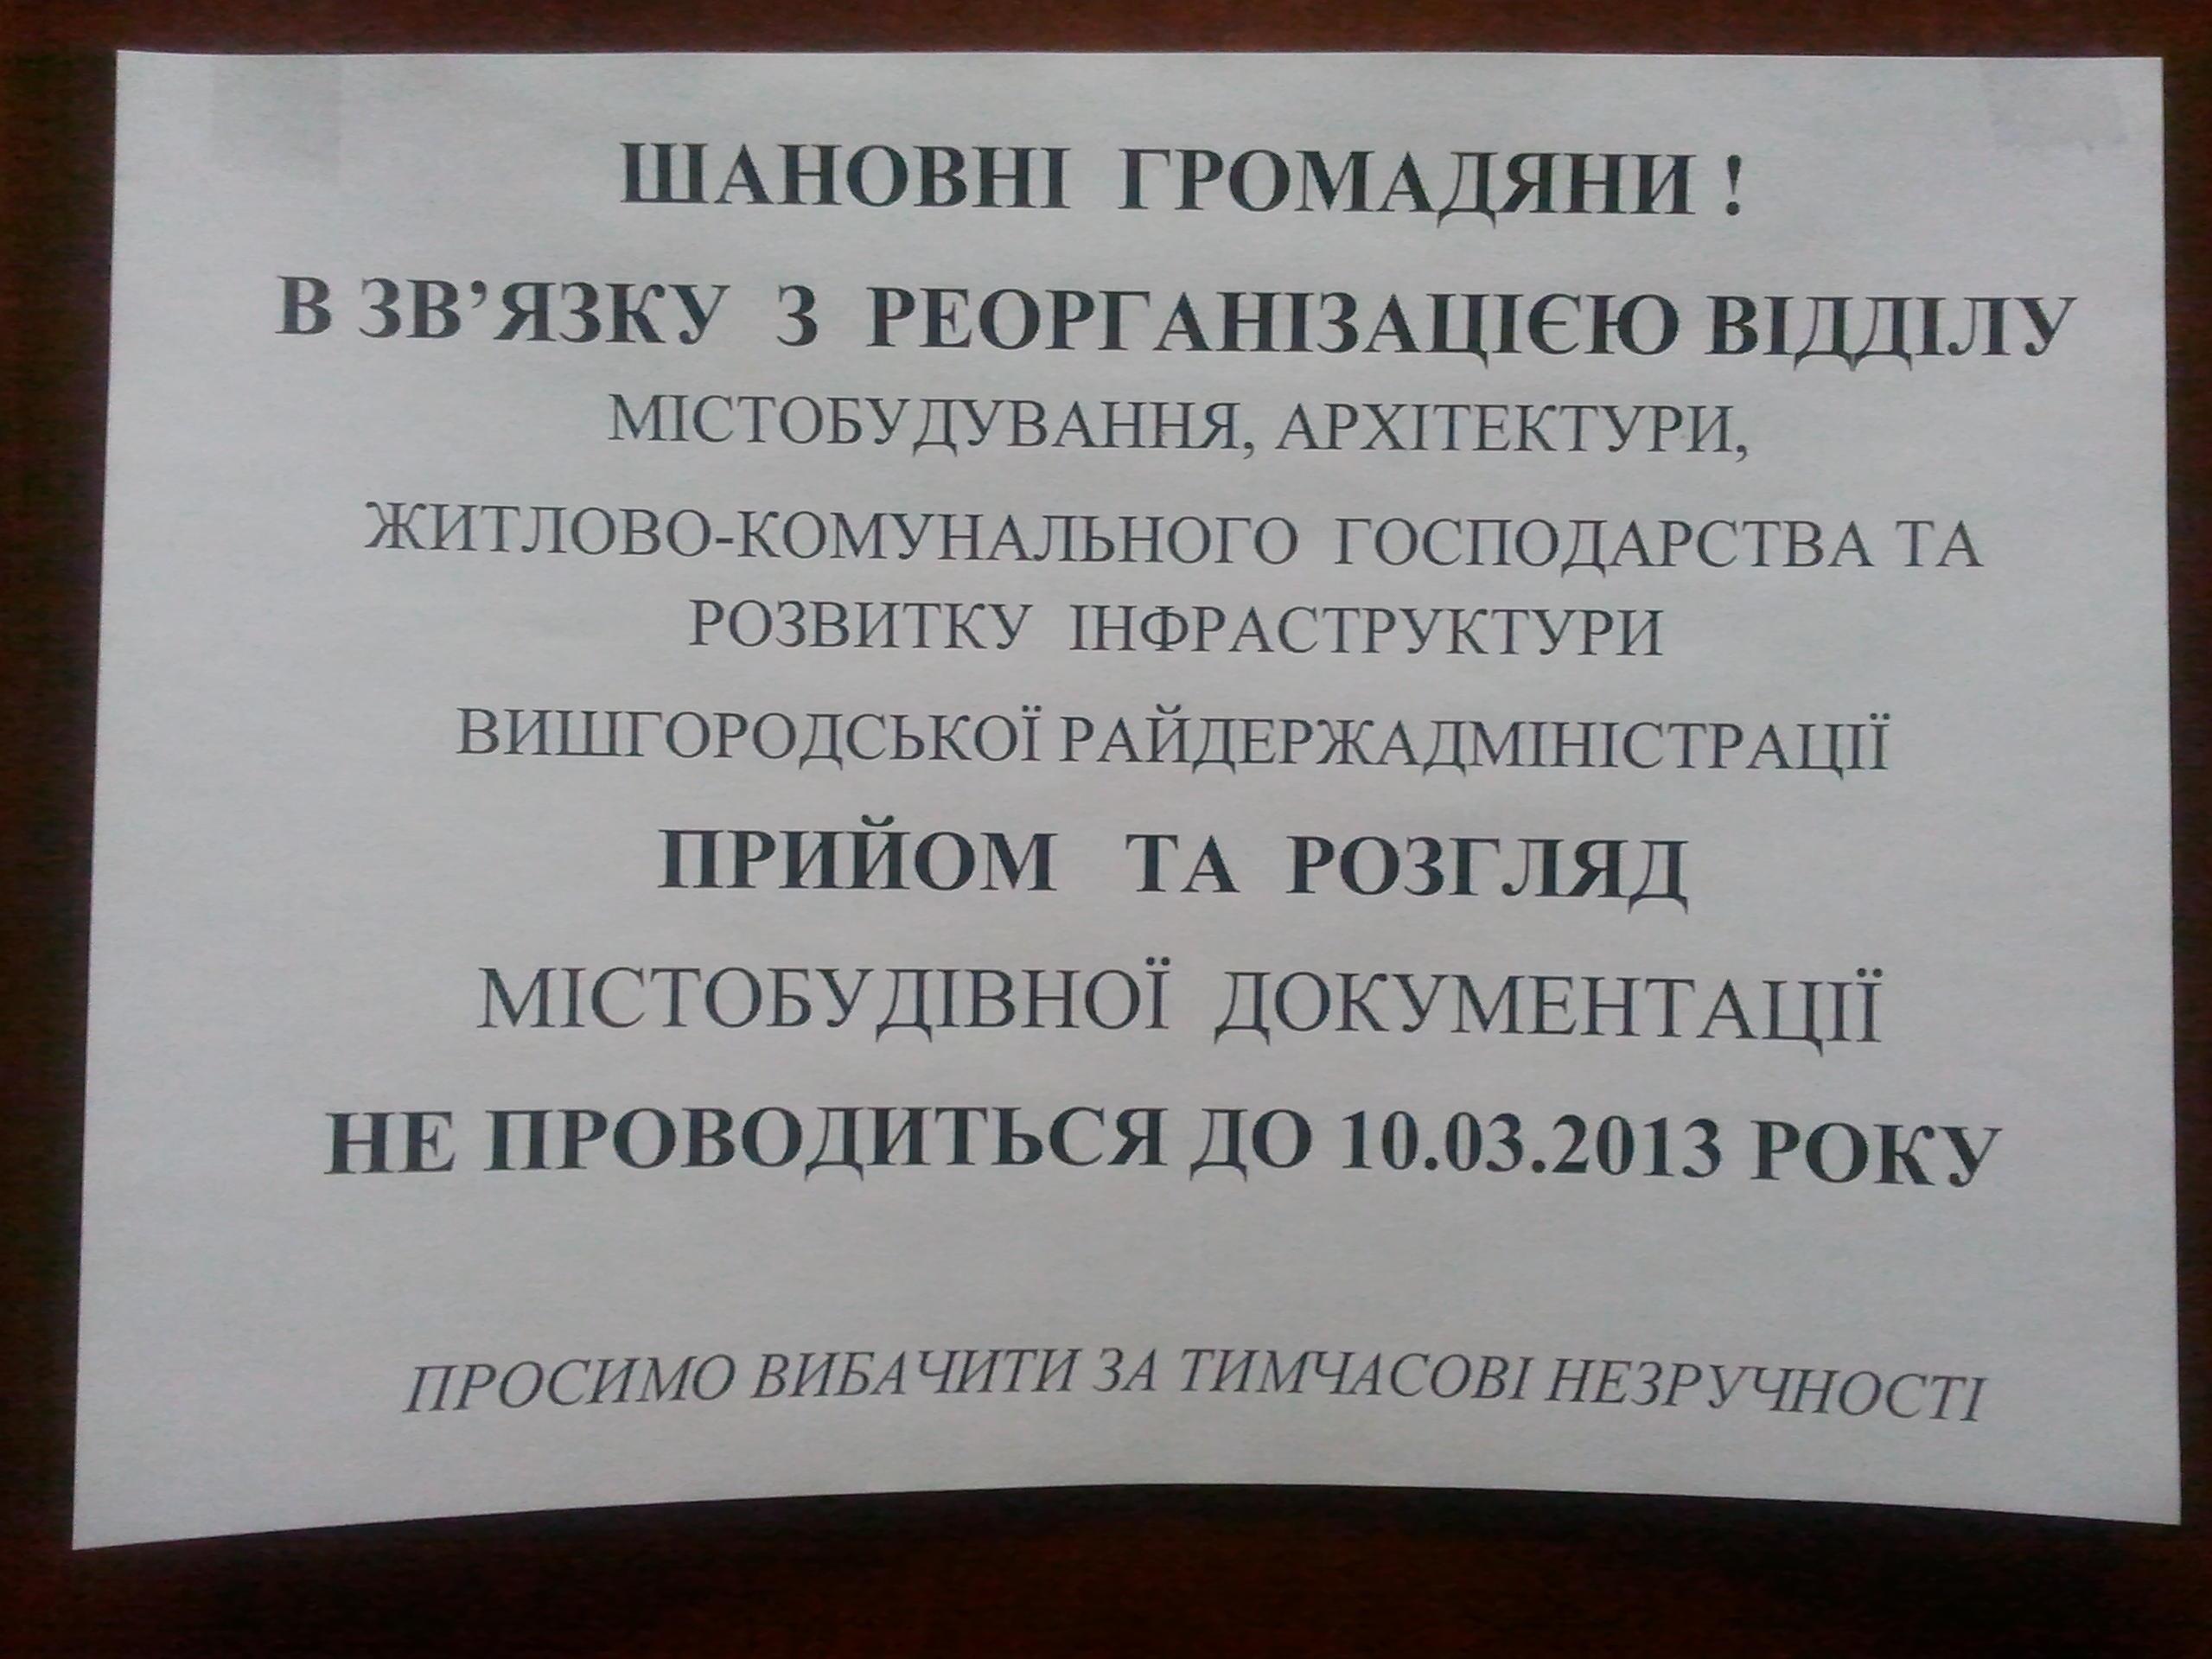 ШАНОВНІ ГРОМАДЯНИ !
В ЗВ’ЯЗКУ З РЕОРГАНІЗАЦІЄЮ ВІДДІЛУ
МІСТОБУДУВАННЯ, АРХІТЕКТУРИ,
ЖИТЛОВО-КОМУНАЛЬНОГО ГОСПОДАРСТВА ТА
РОЗВИТКУ ІНФРАСТРУКТУРИ
ВИШГОРОДСЬКОЇ РАЙДЕРЖАДМІНІСТРАЦІЇ
ПРИЙОМ ТА РОЗГЛЯД
МІСТОБУДІВНОЇ ДОКУМЕНТАЦІЇ
НЕ ПРОВОДИТЬСЯ ДО 10.03.2013 РОКУ
ПРОСИМО ВИБАЧИТИ ЗА ТИМЧАСОВІ НЕЗРУЧНОСТІ